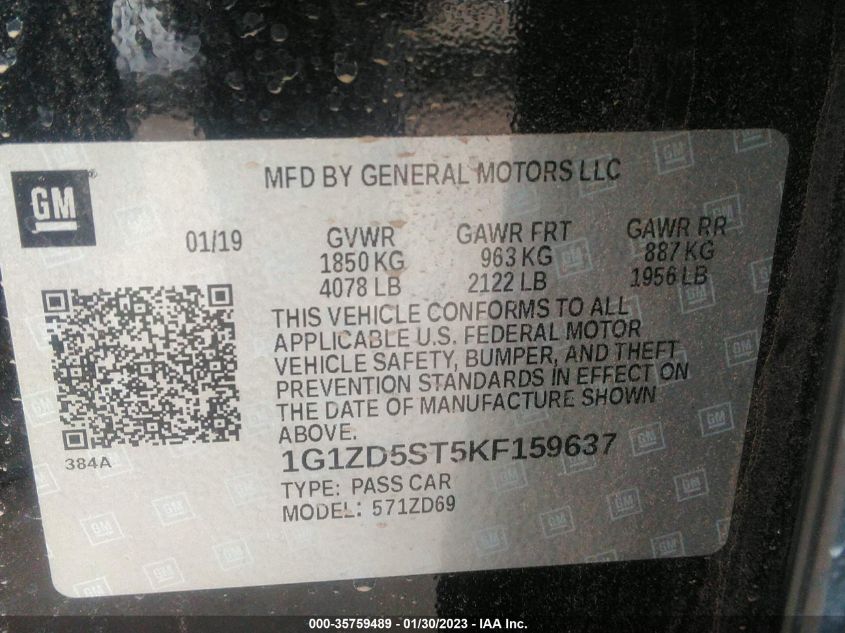 MFD BY GENERAL MOTORS LLC
GM
01/19
GVWR
1850 KG
4078 LB
GAWR FRT
963 KG
2122 LB
GAWR RR
887 KG
1956 LB
THIS VEHICLE CONFORMS TO ALL
APPLICABLE U.S. FEDERAL MOTOR
VEHICLE SAFETY, BUMPER, AND THEFT
PREVENTION STANDARDS IN EFFECT ON
THE DATE OF MANUFACTURE SHOWN
ABOVE.
384A
1G1ZD5ST5KF159637
TYPE: PASS CAR
MODEL: 571ZD69
000-35759489 - 01/30/2023 - IAA Inc.